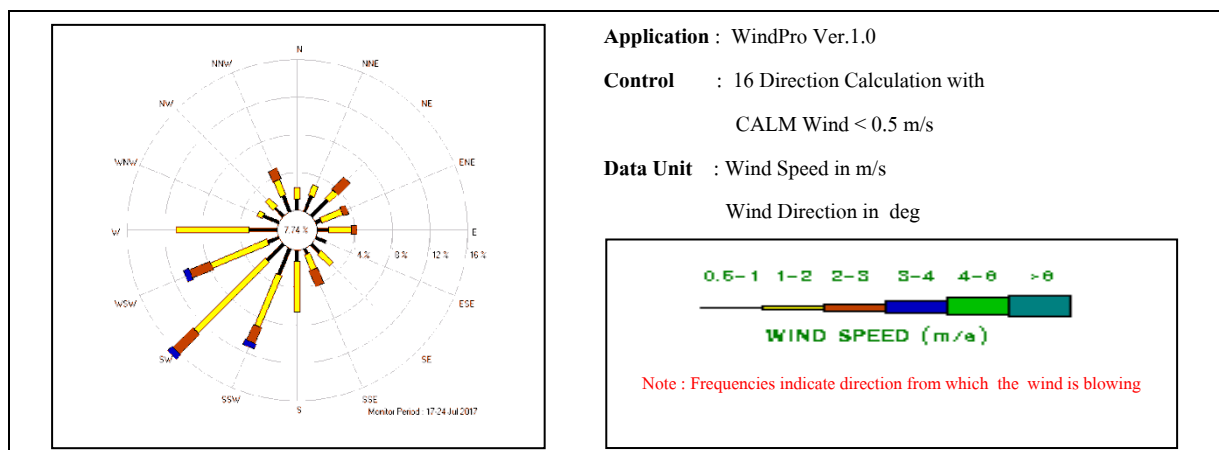 N
NNW
NNE
NW
NE
WNW
ENE
W
7.74 %
E
4 %
8 %
12 %
16 %
WSW
ESE
SW
SE
SSW
SSE
S
Monitor Period : 17-24 Jul 2017
Application : WindPro Ver.1.0
Control : 16 Direction Calculation with
CALM Wind < 0.5 m/s
Data Unit : Wind Speed in m/s
Wind Direction in deg
0.5-1 1-2 2-3 3-4 4-6 >6
WIND SPEED (m/s)
Note : Frequencies indicate direction from which the wind is blowing